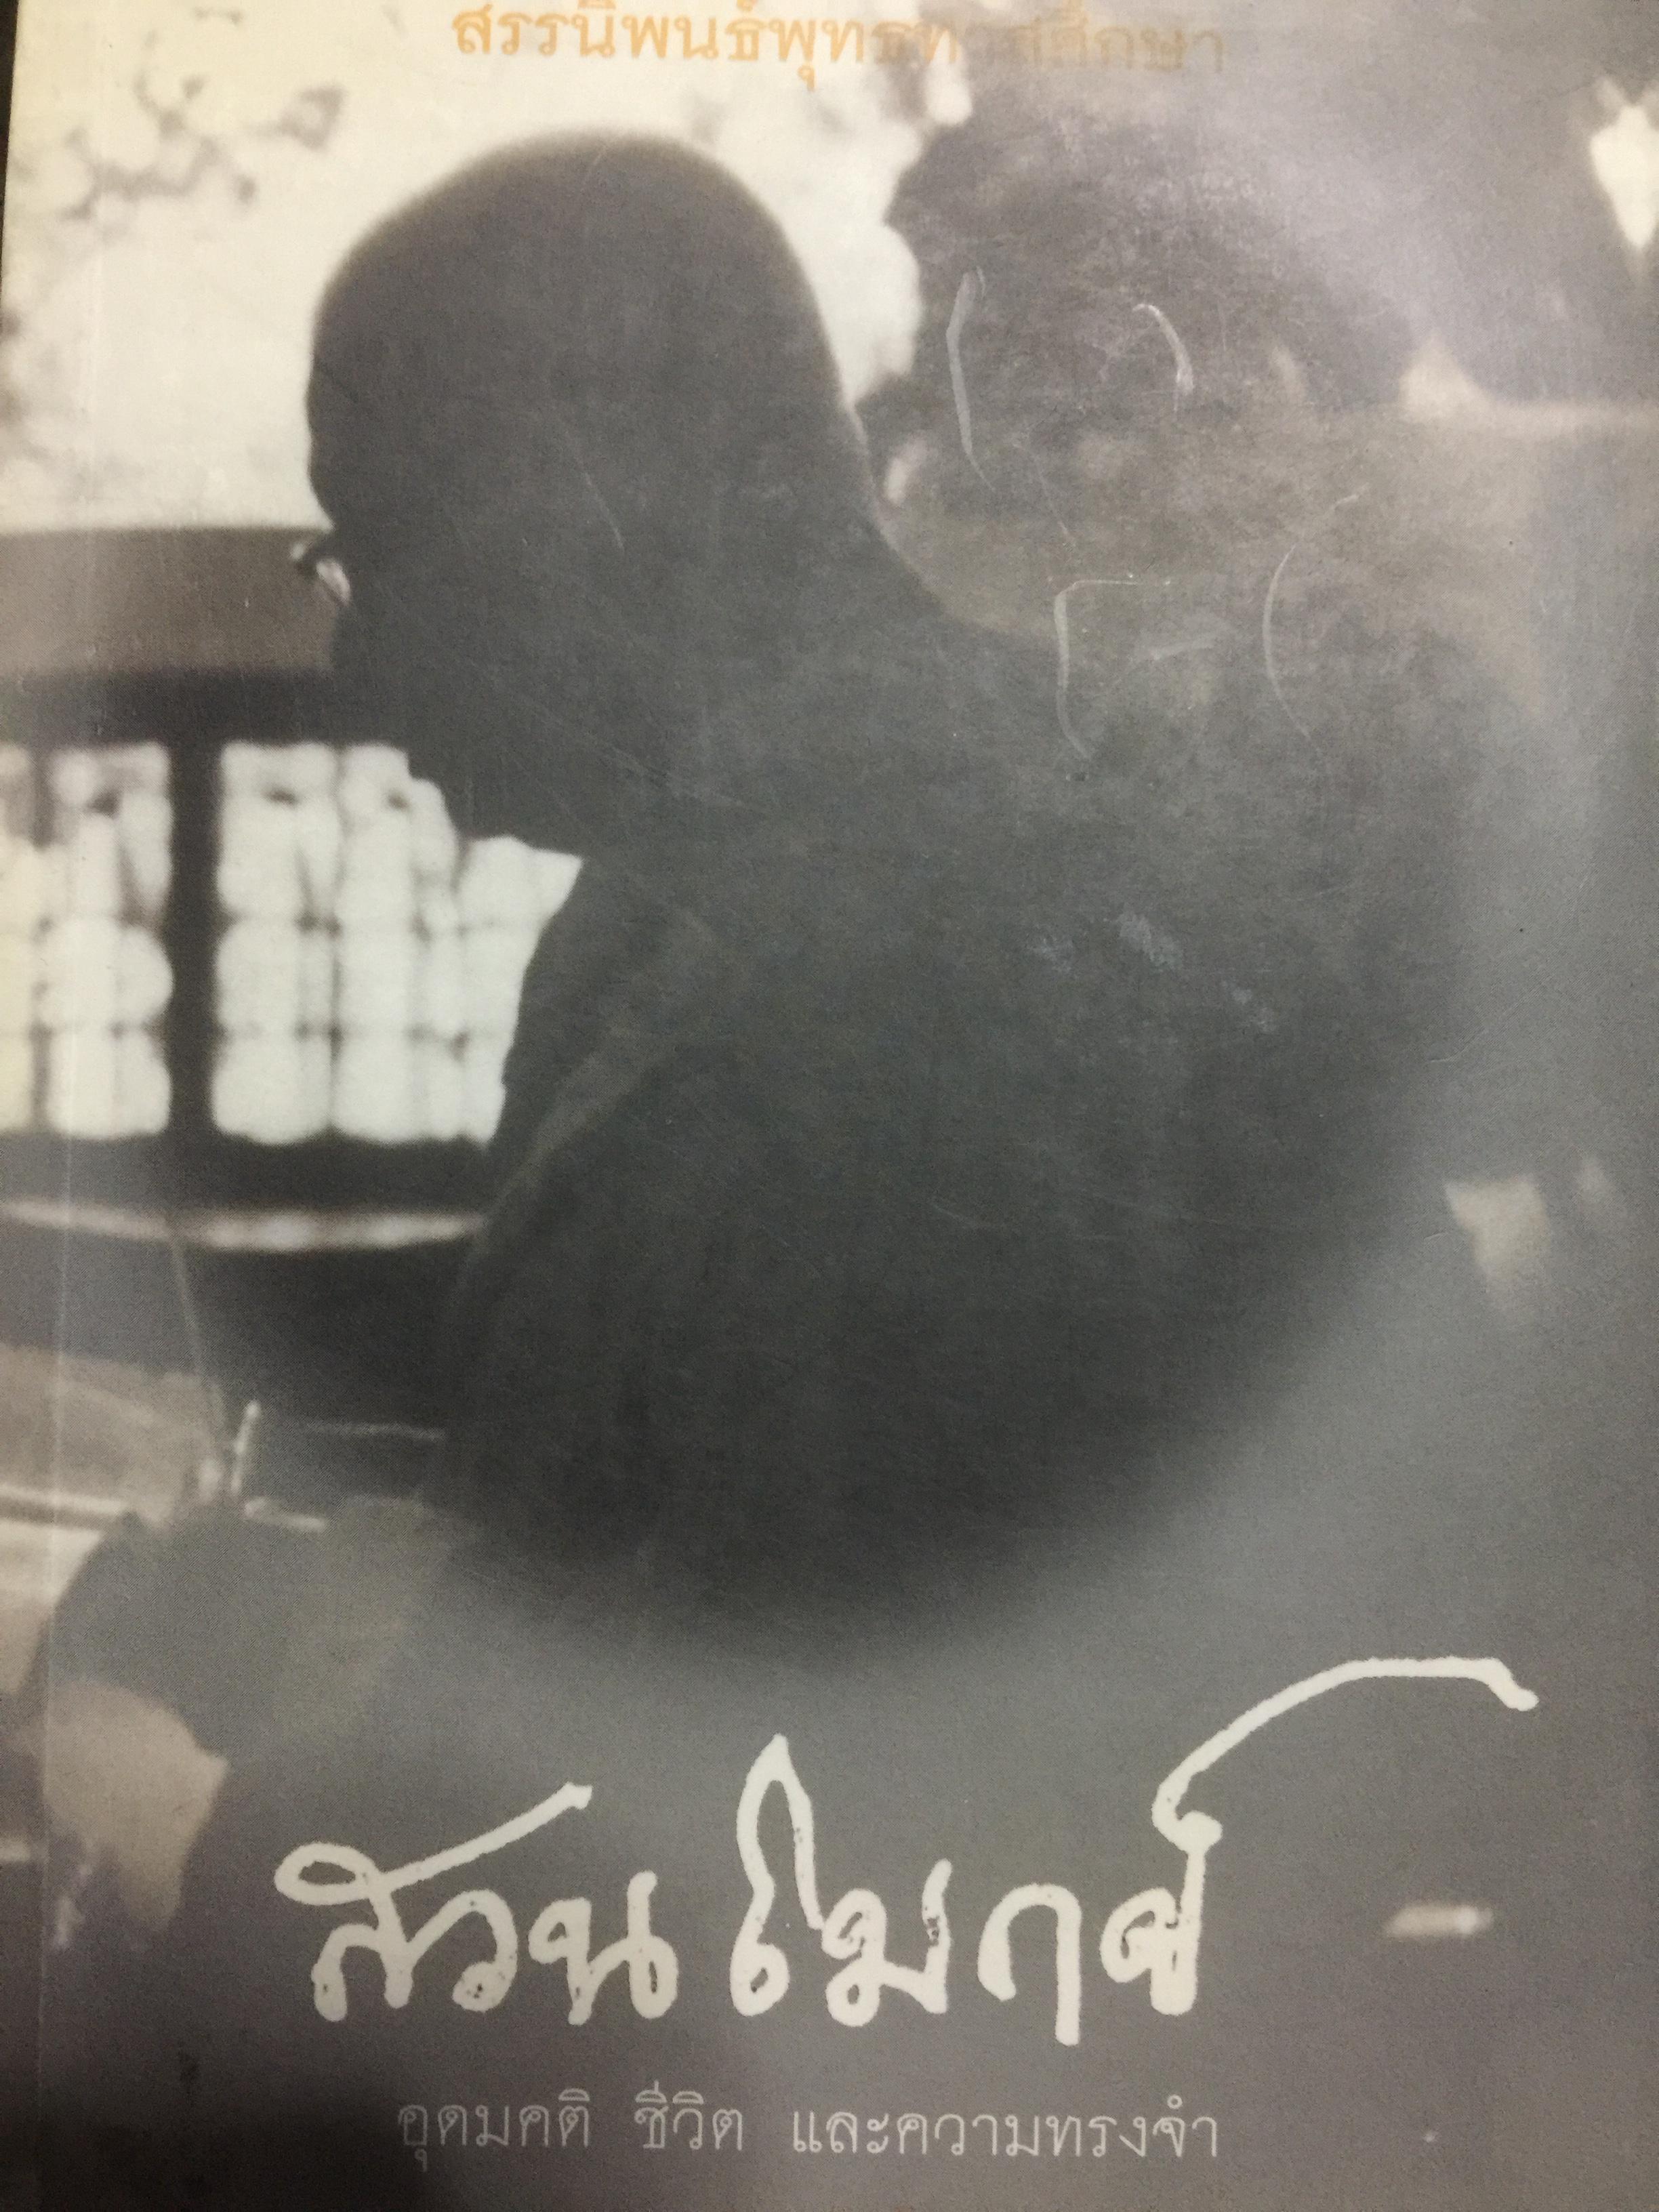 สรรนิพนธ์พุทธทาสศึกษา
สวนโมกข์
อุดมคติ ชีวิต และความทรงจำ